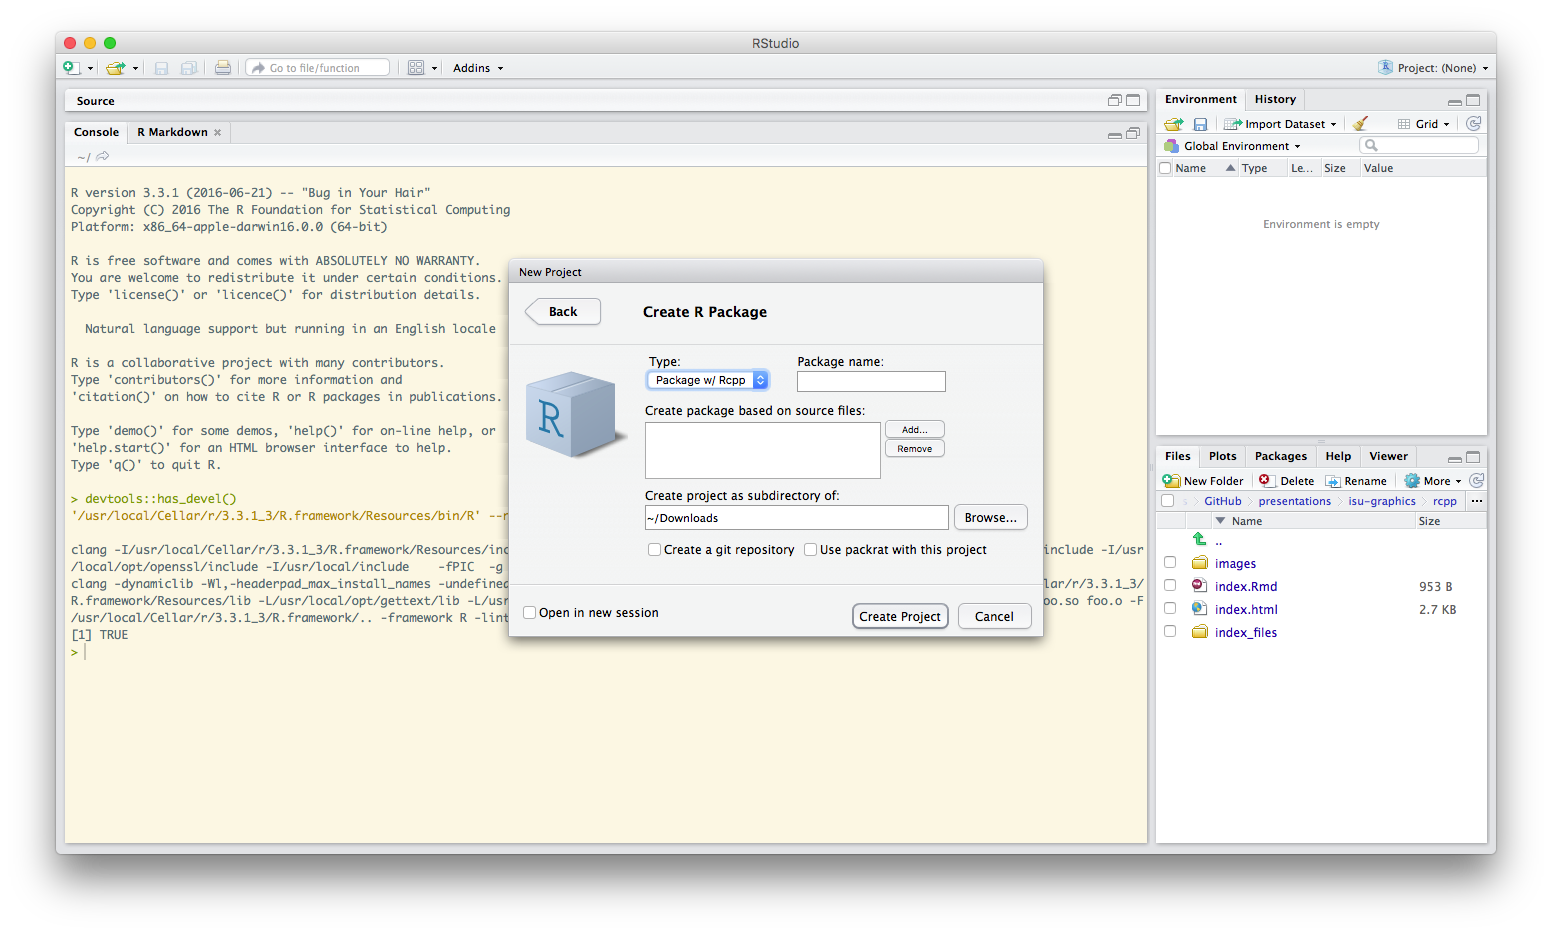 RStudio
Go to file/function
Addins
Project: (None)
Source
Console
R Markdown
~/
R version 3.3.1 (2016-06-21) -- "Bug in Your Hair"
Copyright (C) 2016 The R Foundation for Statistical Computing
Platform: x86_64-apple-darwin16.0.0 (64-bit)
R is free software and comes with ABSOLUTELY NO WARRANTY.
You are welcome to redistribute it under certain conditions.
Type 'license()' or 'licence()' for distribution details.
Natural language support but running in an English locale
R is a collaborative project with many contributors.
Type 'contributors()' for more information and
'citation()' on how to cite R or R packages in publications.
Type 'demo()' for some demos, 'help()' for on-line help, or
'help.start()' for an HTML browser interface to help.
Type 'q()' to quit R.
> devtools::has_devel()
'/usr/local/Cellar/r/3.3.1_3/R.framework/Resources/bin/R' --
clang -I/usr/local/Cellar/r/3.3.1_3/R.framework/Resources/inc include -I/usr
/local/opt/openssl/include -I/usr/local/include -fPIC -g
clang -dynamiclib -Wl,-headerpad_max_install_names -undefined lar/r/3.3.1_3/
R.framework/Resources/lib -L/usr/local/opt/gettext/lib -L/usr oo.so foo.o -F
/usr/local/Cellar/r/3.3.1_3/R.framework/.. -framework R -lint
[1] TRUE
>
New Project
Back
Create R Package
R
Type:
Package name:
Package w/ Rcpp
Create package based on source files:
Add...
Remove
Create project as subdirectory of:
~/Downloads
Browse...
Create a git repository
Use packrat with this project
Open in new session
Create Project
Cancel
Environment
History
Import Dataset
Grid
Global Environment
Name
Type
Le...
Size
Value
Environment is empty
Files
Plots
Packages
Help
Viewer
New Folder
Delete
Rename
More
GitHub
presentations
isu-graphics
rcpp
...
Name
Size
..
images
index.Rmd
953 B
index.html
2.7 KB
index_files